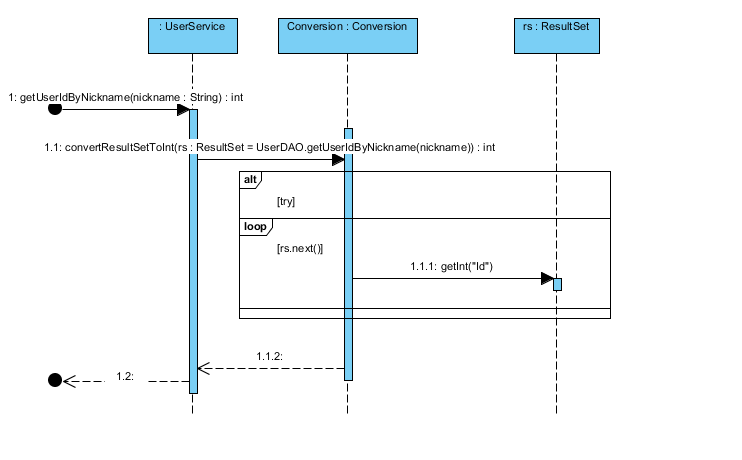 : UserService
Conversion : Conversion
rs : ResultSet
1: getUserIdByNickname(nickname : String) : int
1.1: convertResultSetToInt(rs : ResultSet = UserDAO.getUserIdByNickname(nickname)) : int
alt
[try]
loop
[rs.next()]
1.1.1: getInt("Id")
1.1.2:
1.2: